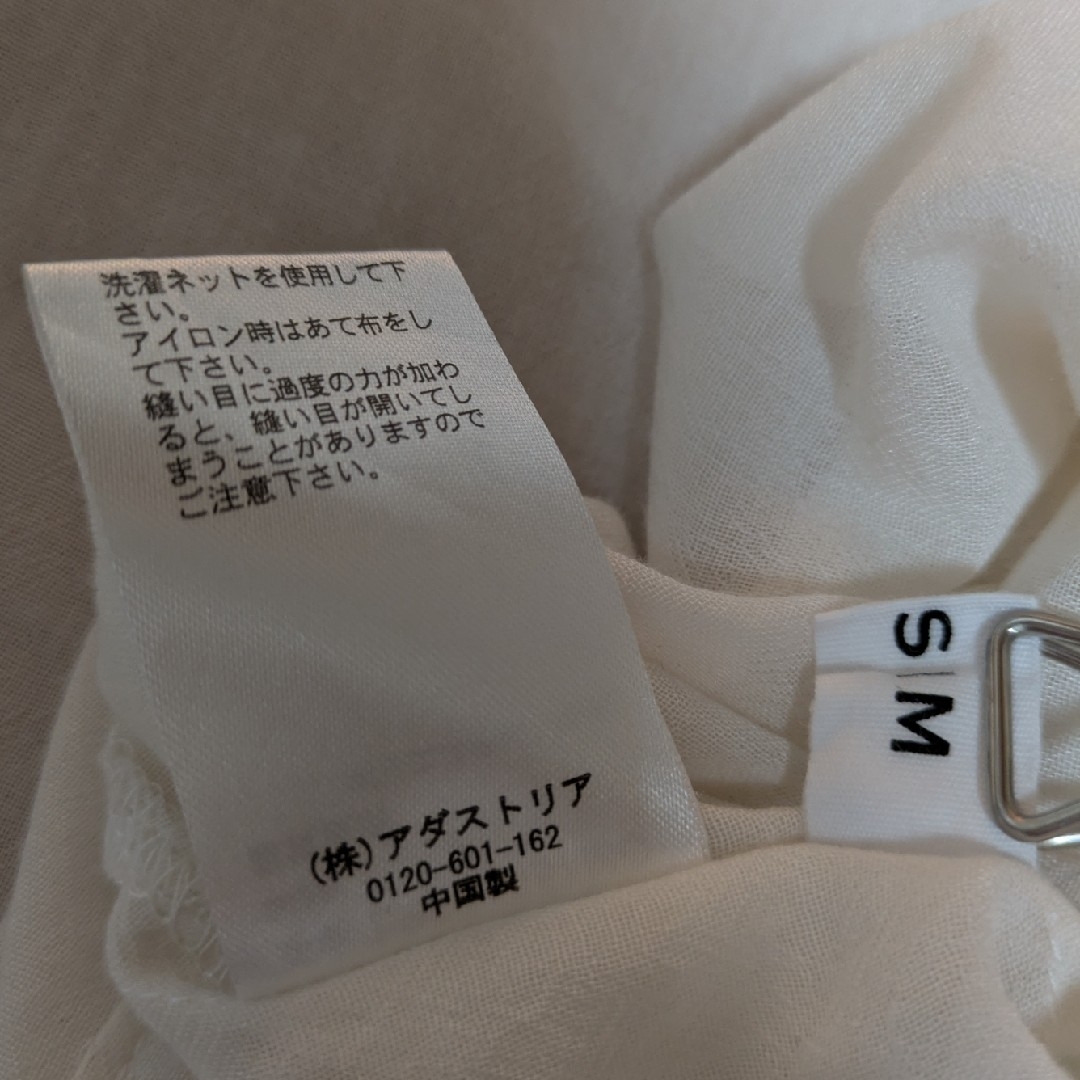 洗濯ネットを使用して下
さい。
アイロン時はあて布をし
て下さい。
縫い目に過度の力が加わ
ると、縫い目が開いてし
まうことがありますので
ご注意下さい。
(株)アダストリア
0120-601-162
中国製
S|M